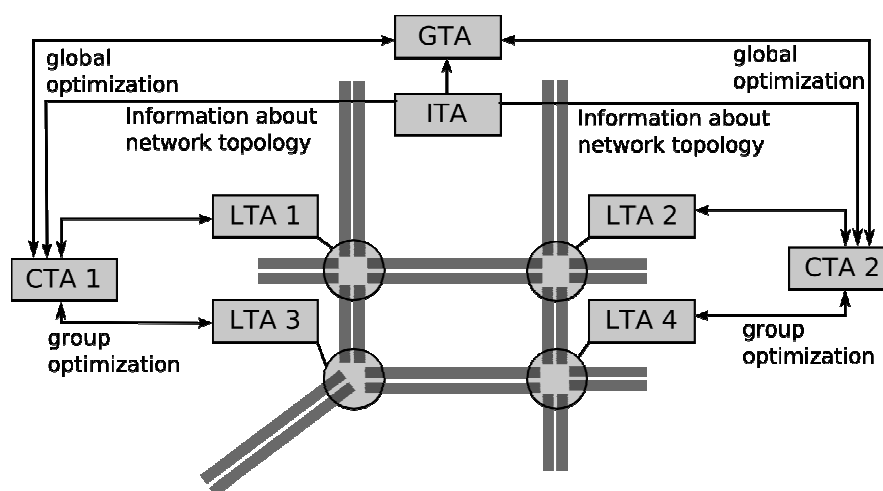 GTA
global
optimization
global
optimization
ITA
Information about
network topology
Information about
network topology
LTA 1
LTA 2
CTA 1
CTA 2
LTA 3
LTA 4
group
optimization
group
optimization